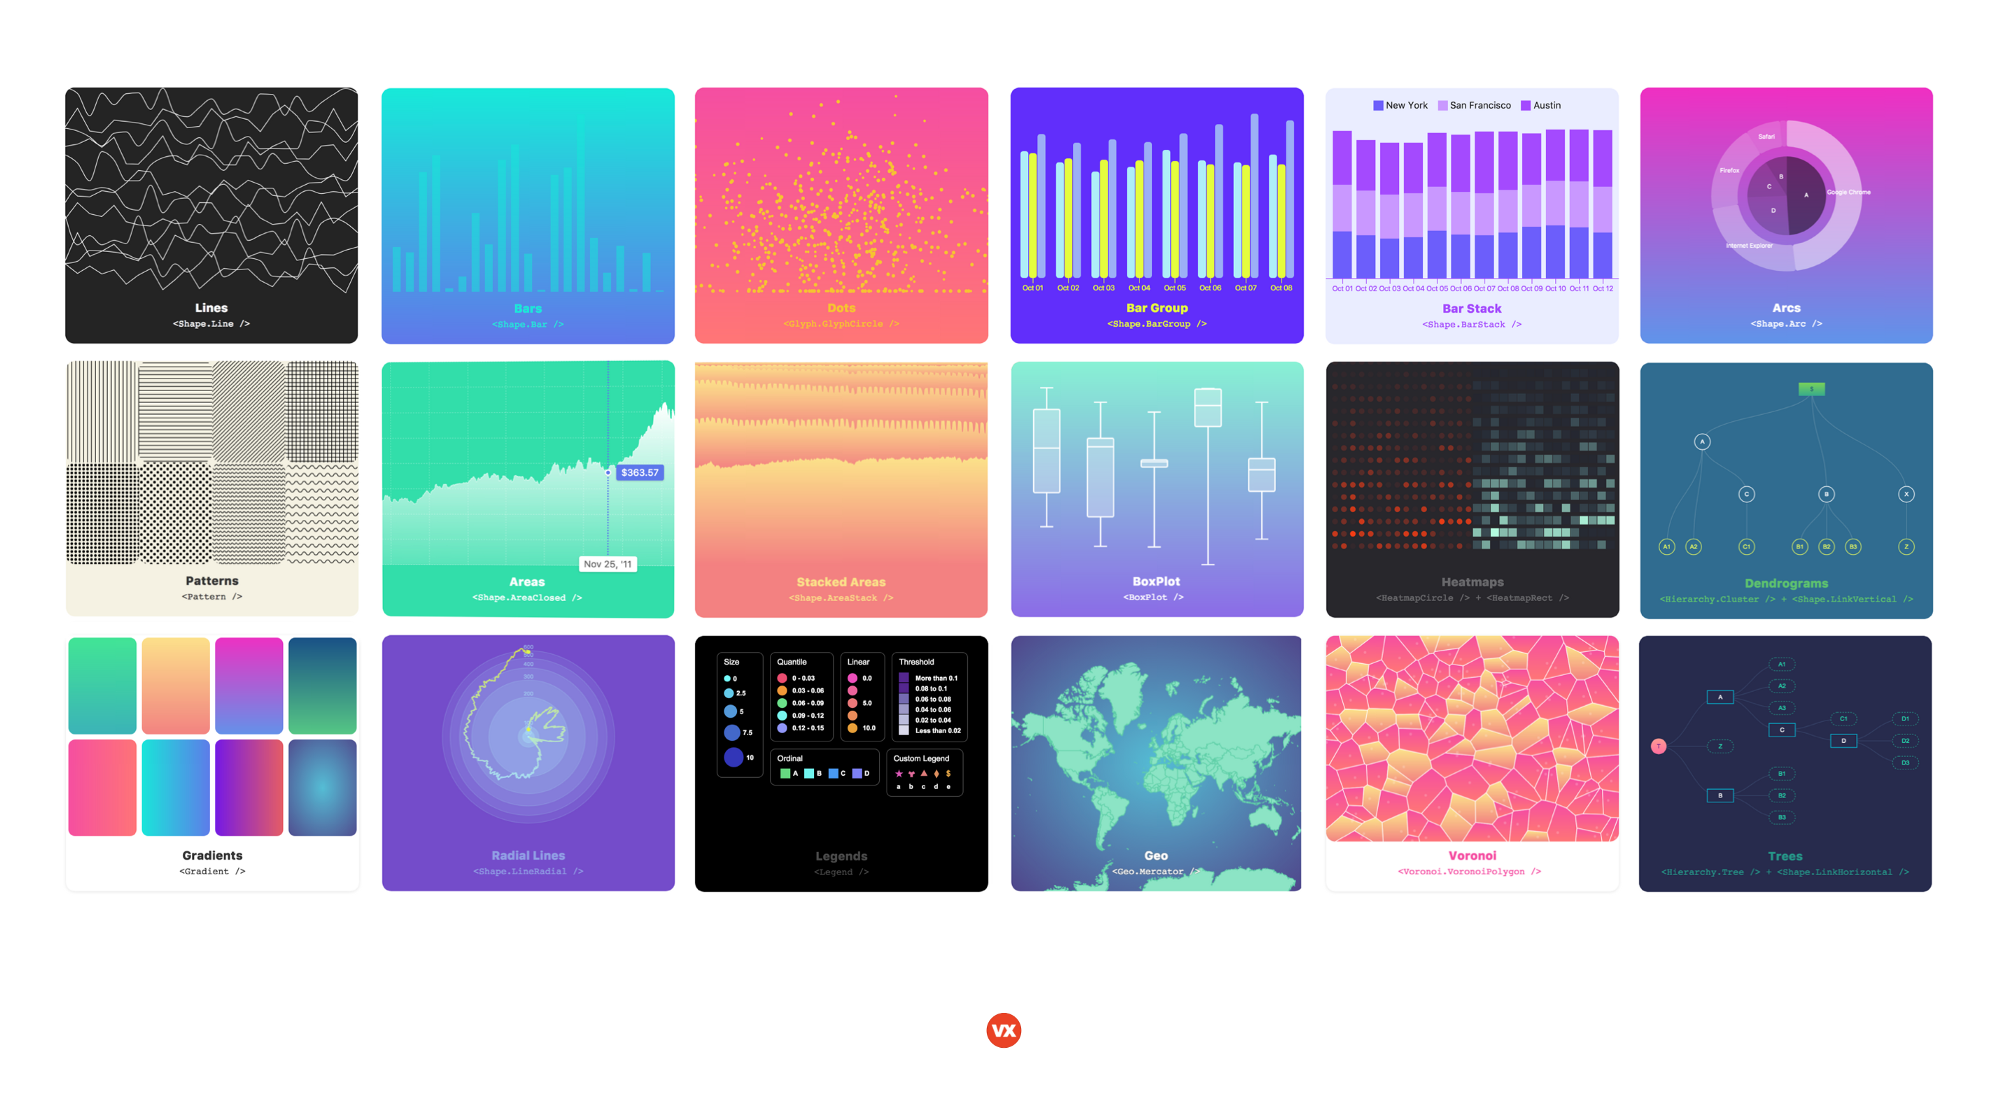 Lines
<Shape.Line />
Bars
<Shape.Bar />
Dots
<Glyph.GlyphCircle />
Oct 01 Oct 02 Oct 03 Oct 04 Oct 05 Oct 06 Oct 07 Oct 08
Bar Group
<Shape.BarGroup />
New York San Francisco Austin
Oct 01 Oct 02 Oct 03 Oct 04 Oct 05 Oct 06 Oct 07 Oct 08 Oct 09 Oct 10 Oct 11 Oct 12
Bar Stack
<Shape.BarStack />
Safari
Firefox
B
C
A
Google Chrome
D
Internet Explorer
Arcs
<Shape.Arc />
Patterns
<Pattern />
$363.57
Nov 25, '11
Areas
<Shape.AreaClosed />
Stacked Areas
<Shape.AreaStack />
BoxPlot
<BoxPlot />
Heatmaps
<HeatmapCircle /> + <HeatmapRect />
$
A
C B X
A1 A2 C1 B1 B2 B3 Z
Dendrograms
<Hierarchy.Cluster /> + <Shape.LinkVertical />
Gradients
<Gradient />
400
300
200
Radial Lines
<Shape.LineRadial />
Size
0
2.5
5
7.5
10
Quantile
0 - 0.03
0.03 - 0.06
0.06 - 0.09
0.09 - 0.12
0.12 - 0.15
Linear
0.0
5.0
10.0
Threshold
More than 0.1
0.08 to 0.1
0.06 to 0.08
0.04 to 0.06
0.02 to 0.04
Less than 0.02
Ordinal
A B C D
Custom Legend
$
a b c d e
Legends
<Legend />
Geo
<Geo.Mercator />
Voronoi
<Voronoi.VoronoiPolygon />
A1
A2
A
A3
C1 D1
C
D D2
T Z
D3
B1
B B2
B3
Trees
<Hierarchy.Tree /> + <Shape.LinkHorizontal />
VX